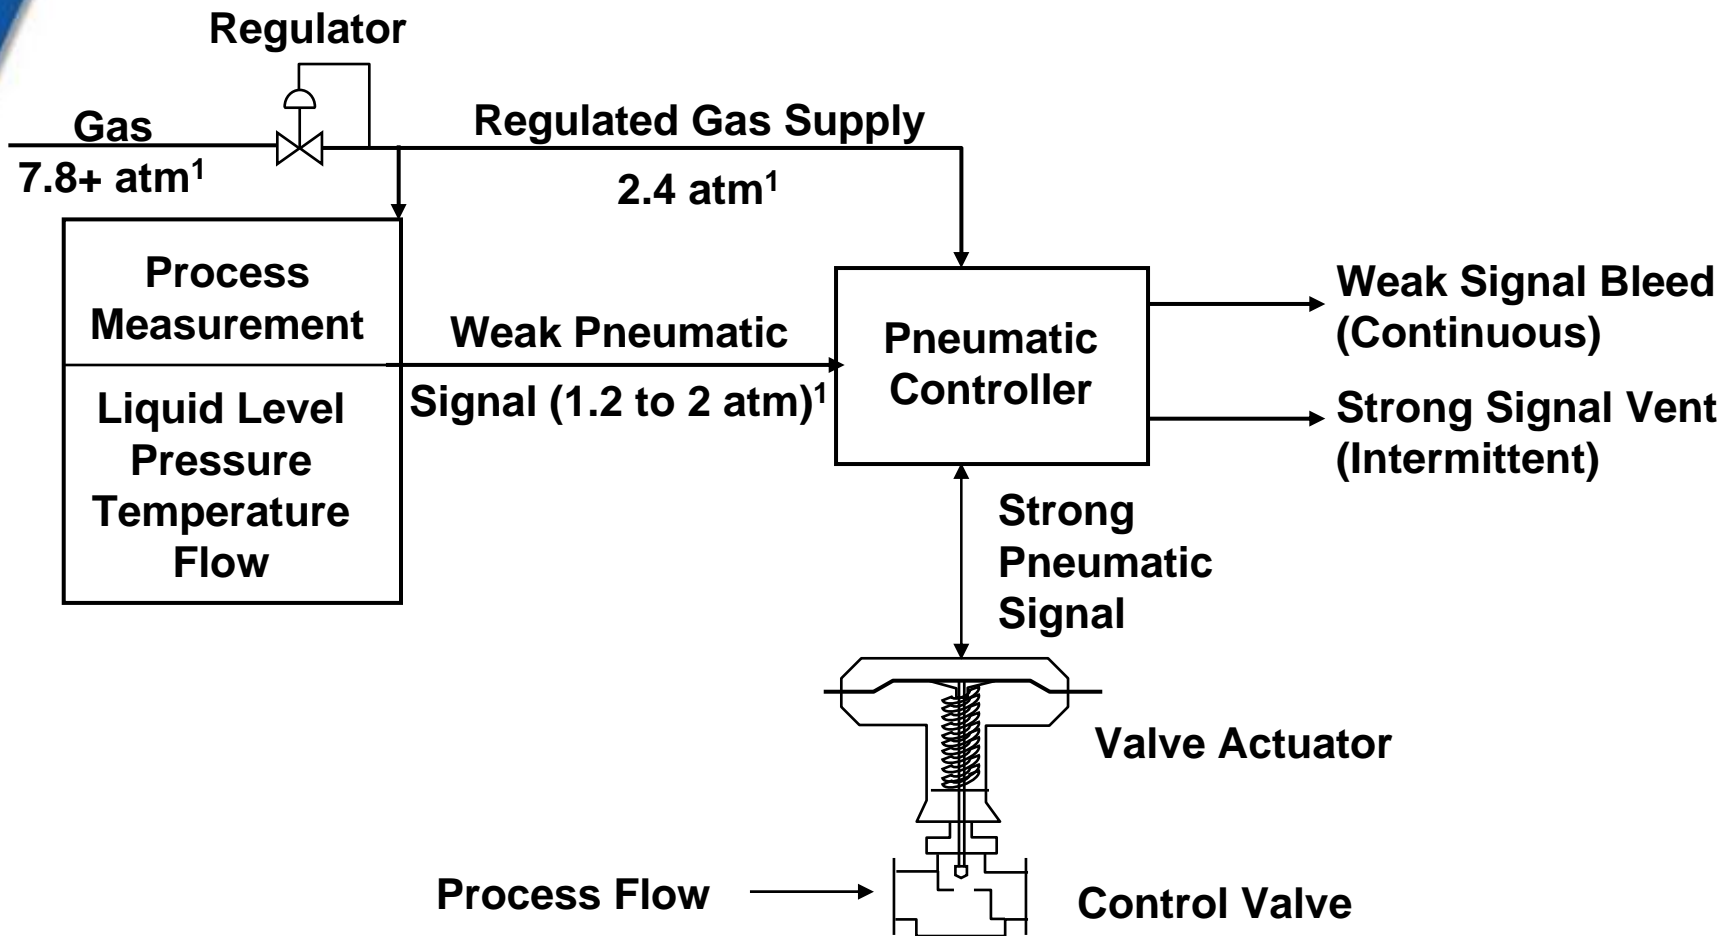 Regulator
Gas
7.8+ atm¹
Regulated Gas Supply
2.4 atm¹
Process
Measurement
Liquid Level
Pressure
Temperature
Flow
Weak Pneumatic
Signal (1.2 to 2 atm)¹
Pneumatic
Controller
Weak Signal Bleed
(Continuous)
Strong Signal Vent
(Intermittent)
Strong
Pneumatic
Signal
Valve Actuator
Process Flow
Control Valve